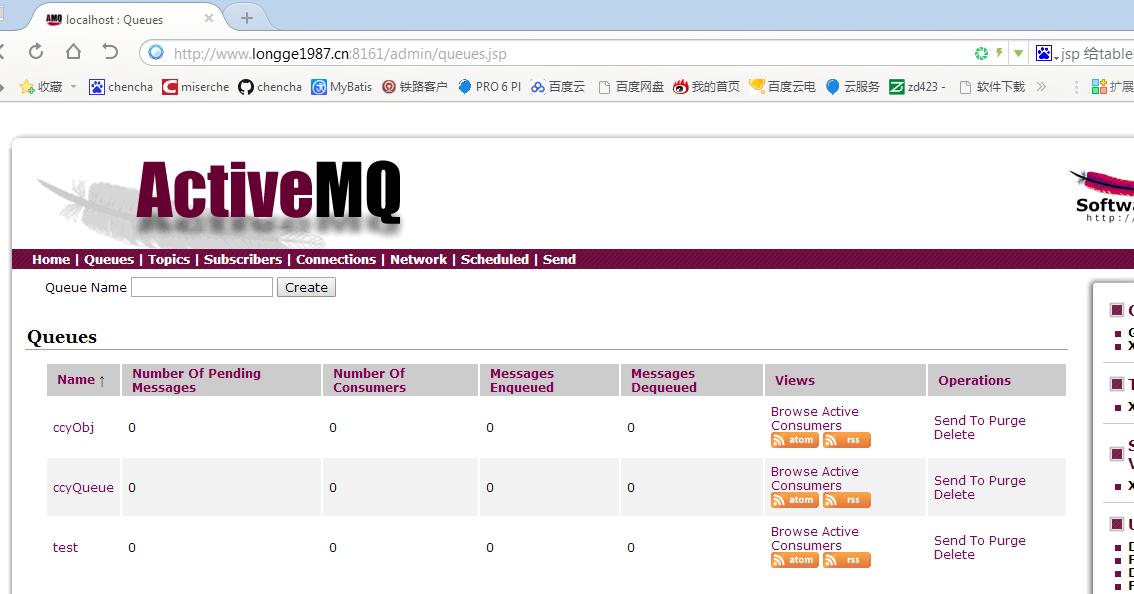 AMQ localhost : Queues
http://www.longge1987.cn:8161/admin/queues.jsp
.jsp 给table
收藏 chencha miserche chencha MyBatis 铁路客户 PRO 6 PI 百度云 百度网盘 我的首页 百度云电 云服务 zd423 - 软件下载 扩展
ActiveMQ
Softwa
http:/
Home | Queues | Topics | Subscribers | Connections | Network | Scheduled | Send
Queue Name Create
Queues
Name ↑ Number Of Pending Messages Number Of Consumers Messages Enqueued Messages Dequeued Views Operations
ccyObj 0 0 0 0 Browse Active Consumers Send To Purge Delete
atom rss
ccyQueue 0 0 0 0 Browse Active Consumers Send To Purge Delete
atom rss
test 0 0 0 0 Browse Active Consumers Send To Purge Delete
atom rss